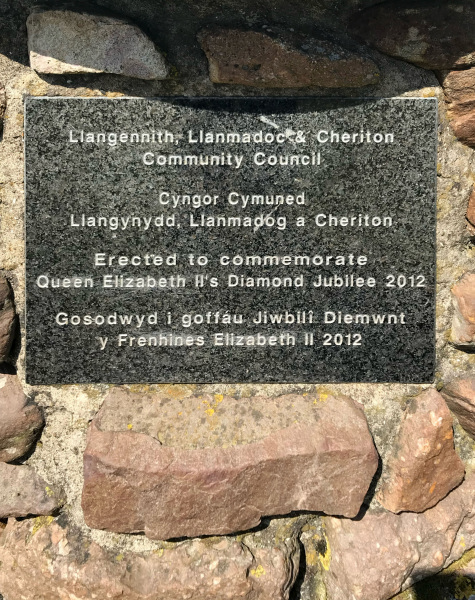 Llangennith, Llanmadoc & Cheriton
Community Council
Cyngor Cymuned
Llangynydd, Llanmadog a Cheriton
Erected to commemorate
Queen Elizabeth II's Diamond Jubilee 2012
Gosodwyd i goffáu Jiwbilî Diemwnt
y Frenhines Elizabeth II 2012